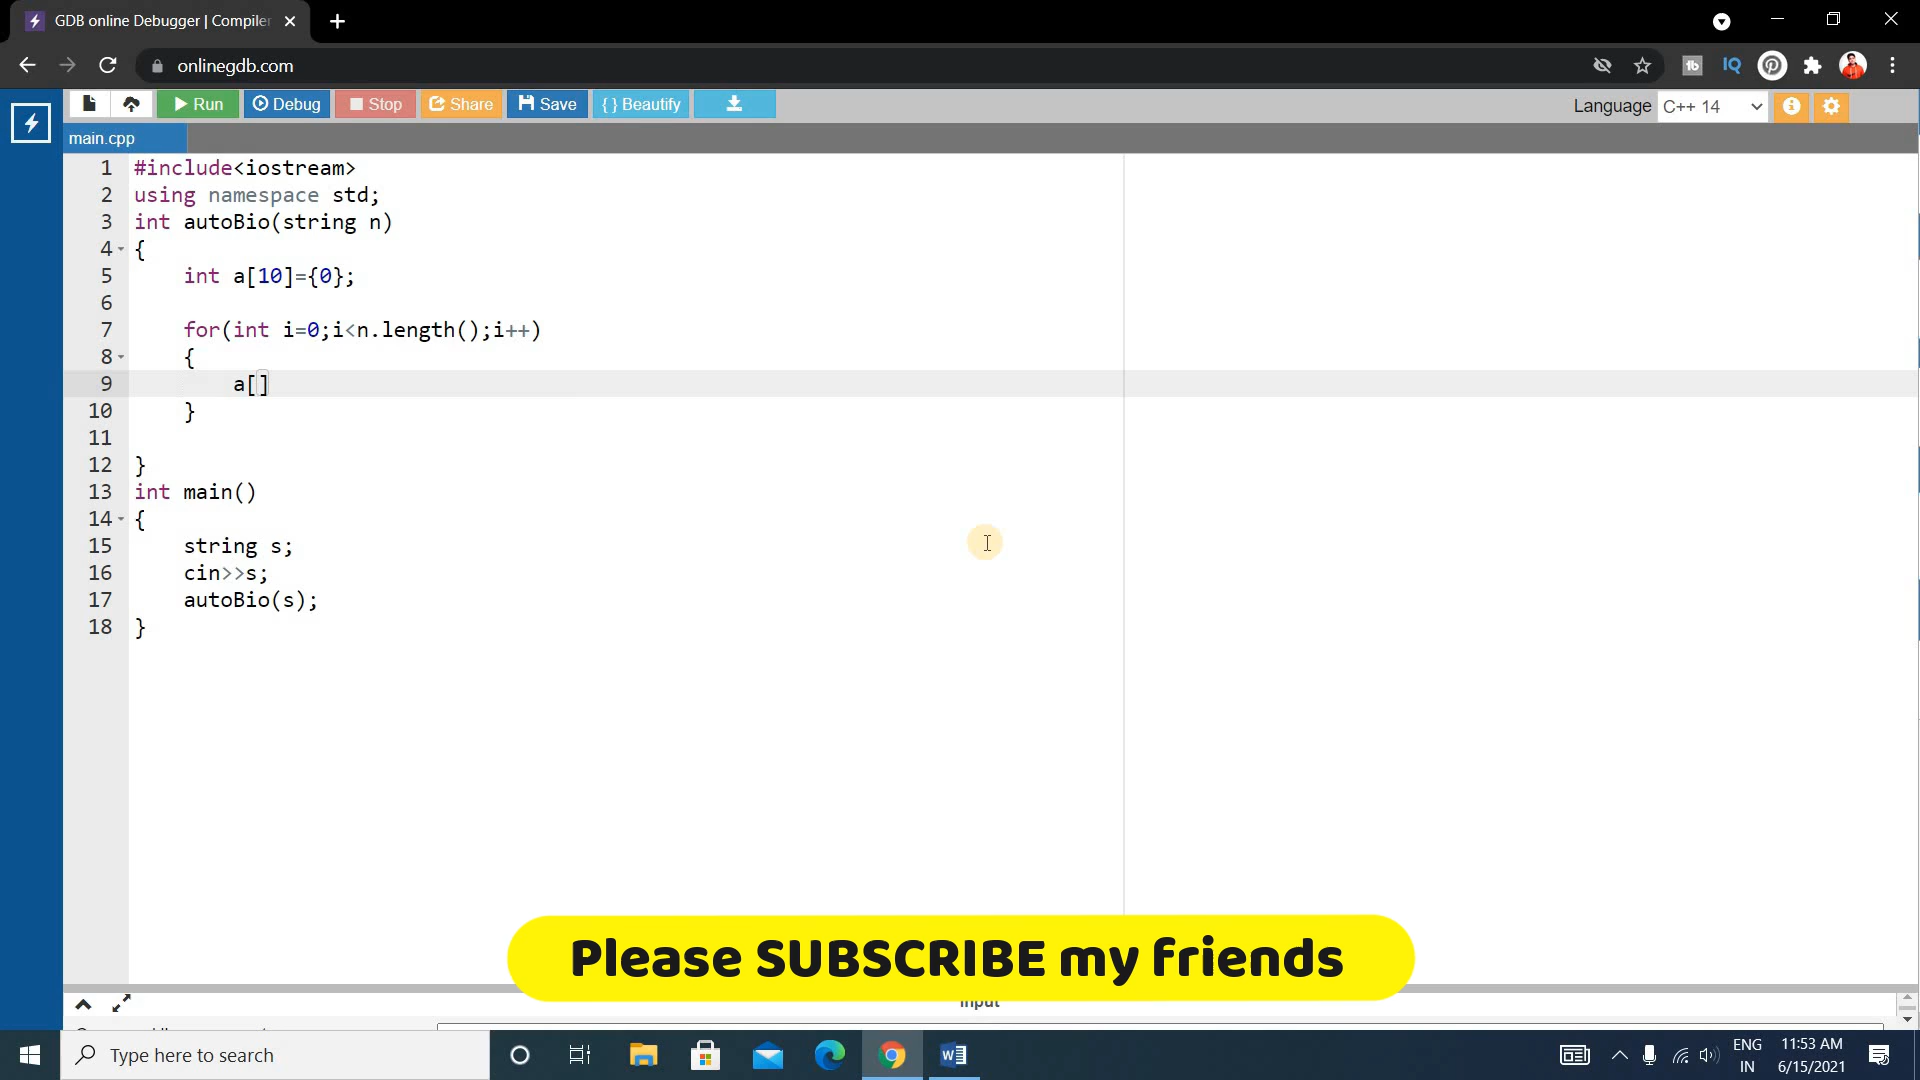 GDB online Debugger | Compiler
onlinegdb.com
Run
Debug
Stop
Share
Save
{ } Beautify
Language C++ 14
main.cpp
1 #include<iostream>
2 using namespace std;
3 int autoBio(string n)
4 {
5 int a[10]={0};
6
7 for(int i=0;i<n.length();i++)
8 {
9 a[]
10 }
11
12 }
13 int main()
14 {
15 string s;
16 cin>>s;
17 autoBio(s);
18 }
Please SUBSCRIBE my friends
input
Type here to search
ENG
IN
11:53 AM
6/15/2021